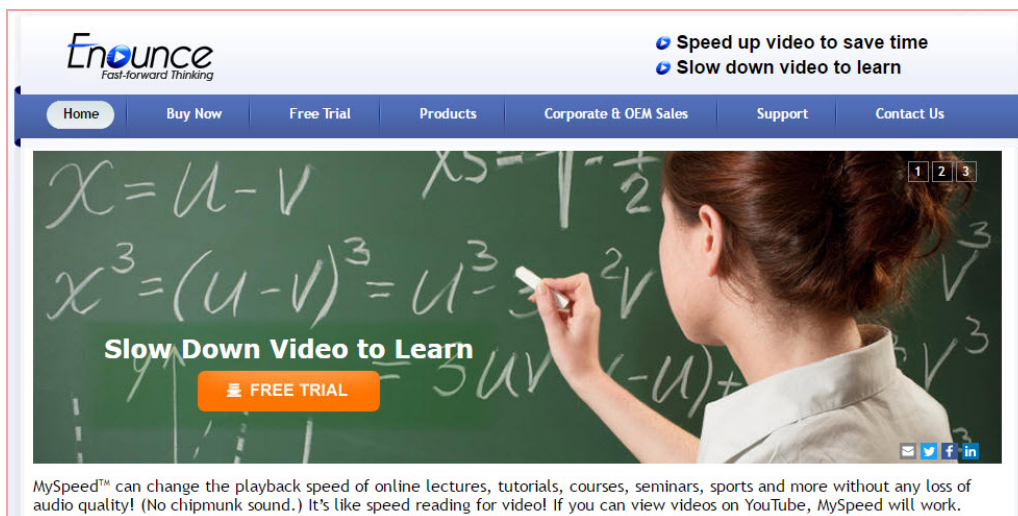 Enounce
Fast-forward Thinking
Speed up video to save time
Slow down video to learn
Home Buy Now Free Trial Products Corporate & OEM Sales Support Contact Us
1 2 3
x = u - v
x³ = (u - v)³ = u³ -
Slow Down Video to Learn
FREE TRIAL
MySpeed™ can change the playback speed of online lectures, tutorials, courses, seminars, sports and more without any loss of
audio quality! (No chipmunk sound.) It's like speed reading for video! If you can view videos on YouTube, MySpeed will work.